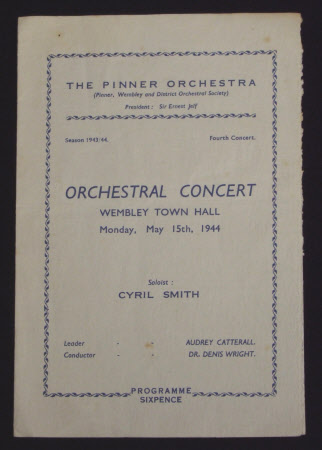 THE PINNER ORCHESTRA
(Pinner, Wembley and District Orchestral Society)
President: Sir Ernest Jelf
Season 1943/44. Fourth Concert.
ORCHESTRAL CONCERT
WEMBLEY TOWN HALL
Monday, May 15th, 1944
Soloist:
CYRIL SMITH
Leader - - AUDREY CATTERALL.
Conductor - - DR. DENIS WRIGHT.
PROGRAMME
SIXPENCE